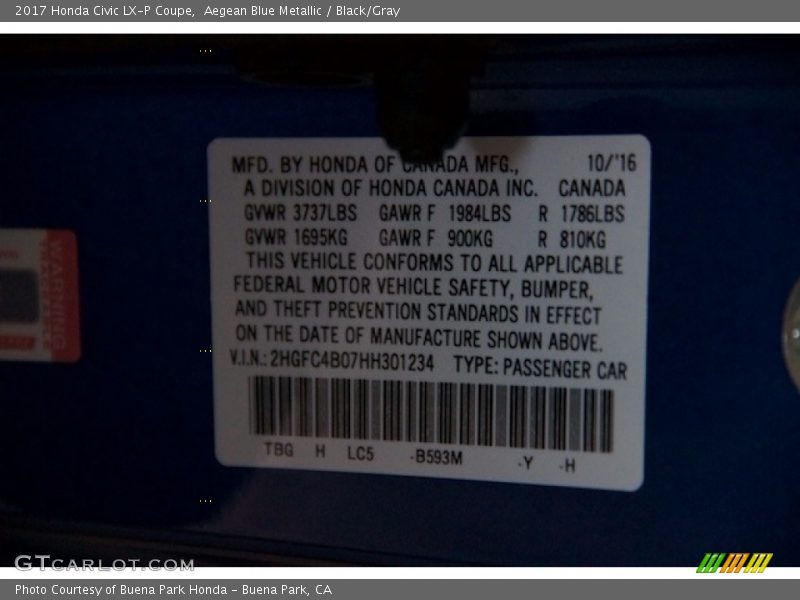 2017 Honda Civic LX-P Coupe,  Aegean Blue Metallic / Black/Gray
MFD. BY HONDA OF CANADA MFG., 10/'16
A DIVISION OF HONDA CANADA INC. CANADA
GVWR 3737LBS GAWR F 1984LBS R 1786LBS
GVWR 1695KG GAWR F 900KG R 810KG
THIS VEHICLE CONFORMS TO ALL APPLICABLE
FEDERAL MOTOR VEHICLE SAFETY, BUMPER,
AND THEFT PREVENTION STANDARDS IN EFFECT
ON THE DATE OF MANUFACTURE SHOWN ABOVE.
V.I.N.: 2HGFC4B07HH301234 TYPE: PASSENGER CAR
TBG H LC5 -B593M -Y -H
WARNING
GTCARLOT.COM
Photo Courtesy of Buena Park Honda – Buena Park, CA